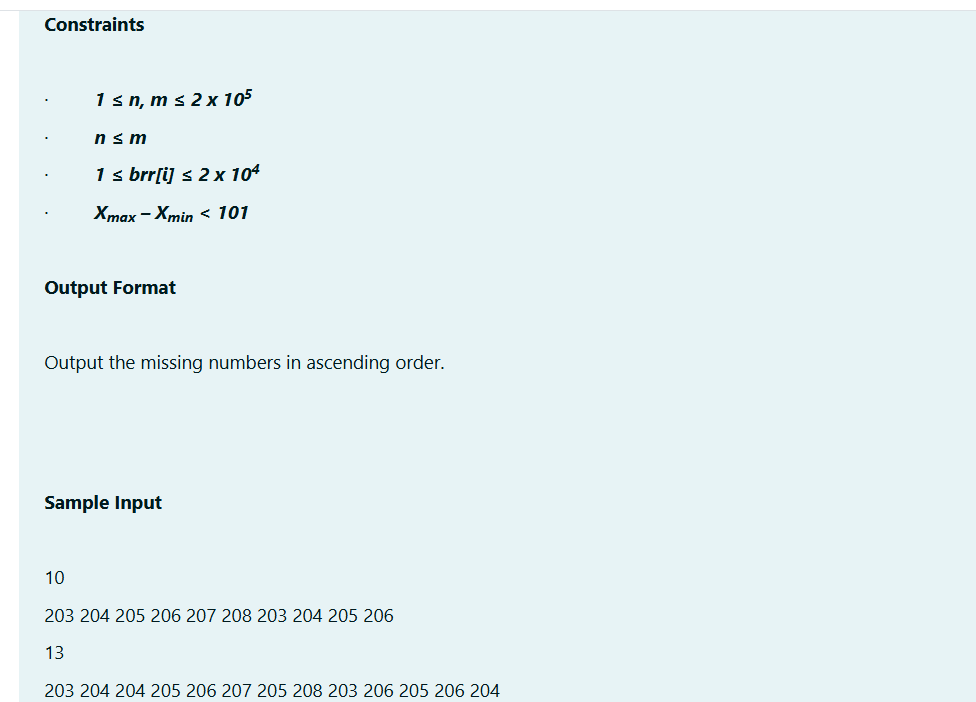 Constraints
· 1 ≤ n, m ≤ 2 x 10⁵
· n ≤ m
· 1 ≤ brr[i] ≤ 2 x 10⁴
· Xmax – Xmin < 101
Output Format
Output the missing numbers in ascending order.
Sample Input
10
203 204 205 206 207 208 203 204 205 206
13
203 204 204 205 206 207 205 208 203 206 205 206 204